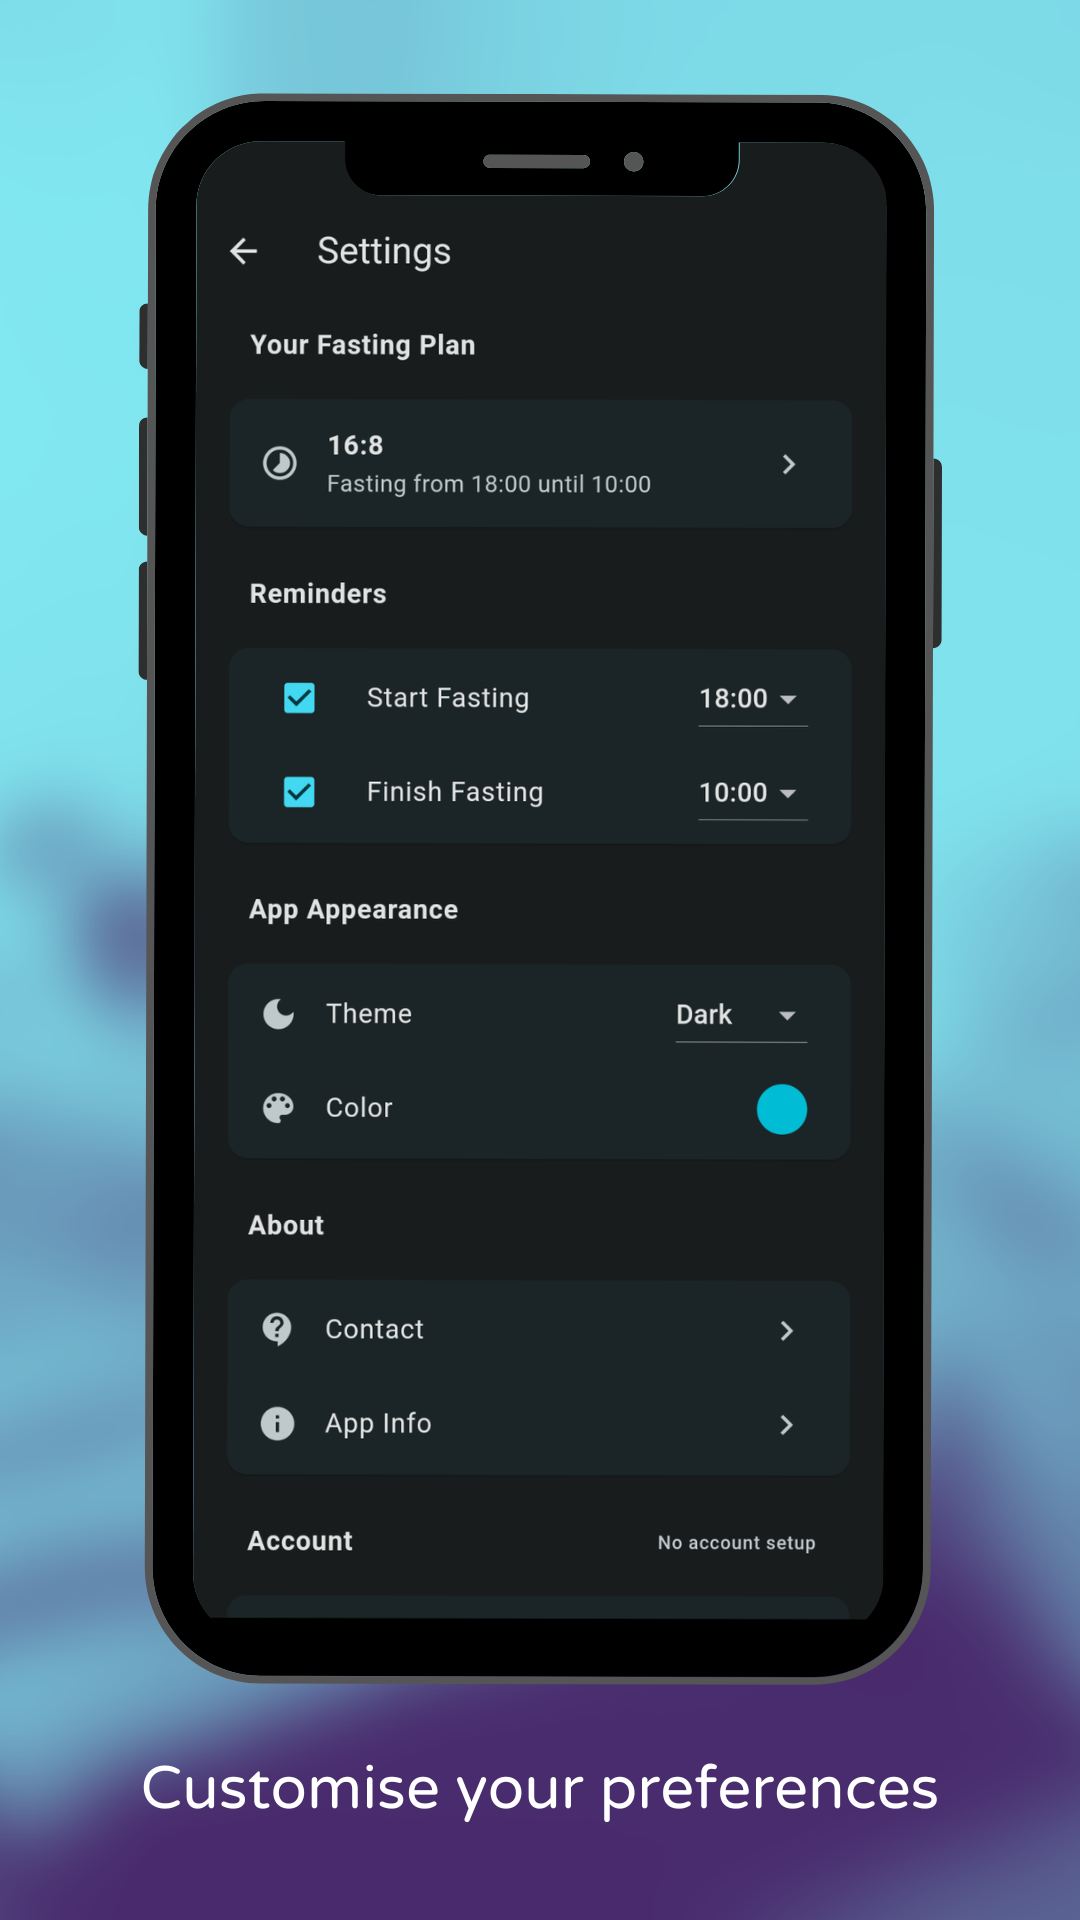 Settings
Your Fasting Plan
16:8
Fasting from 18:00 until 10:00
Reminders
Start Fasting 18:00
Finish Fasting 10:00
App Appearance
Theme Dark
Color
About
Contact
App Info
Account No account setup
Customise your preferences